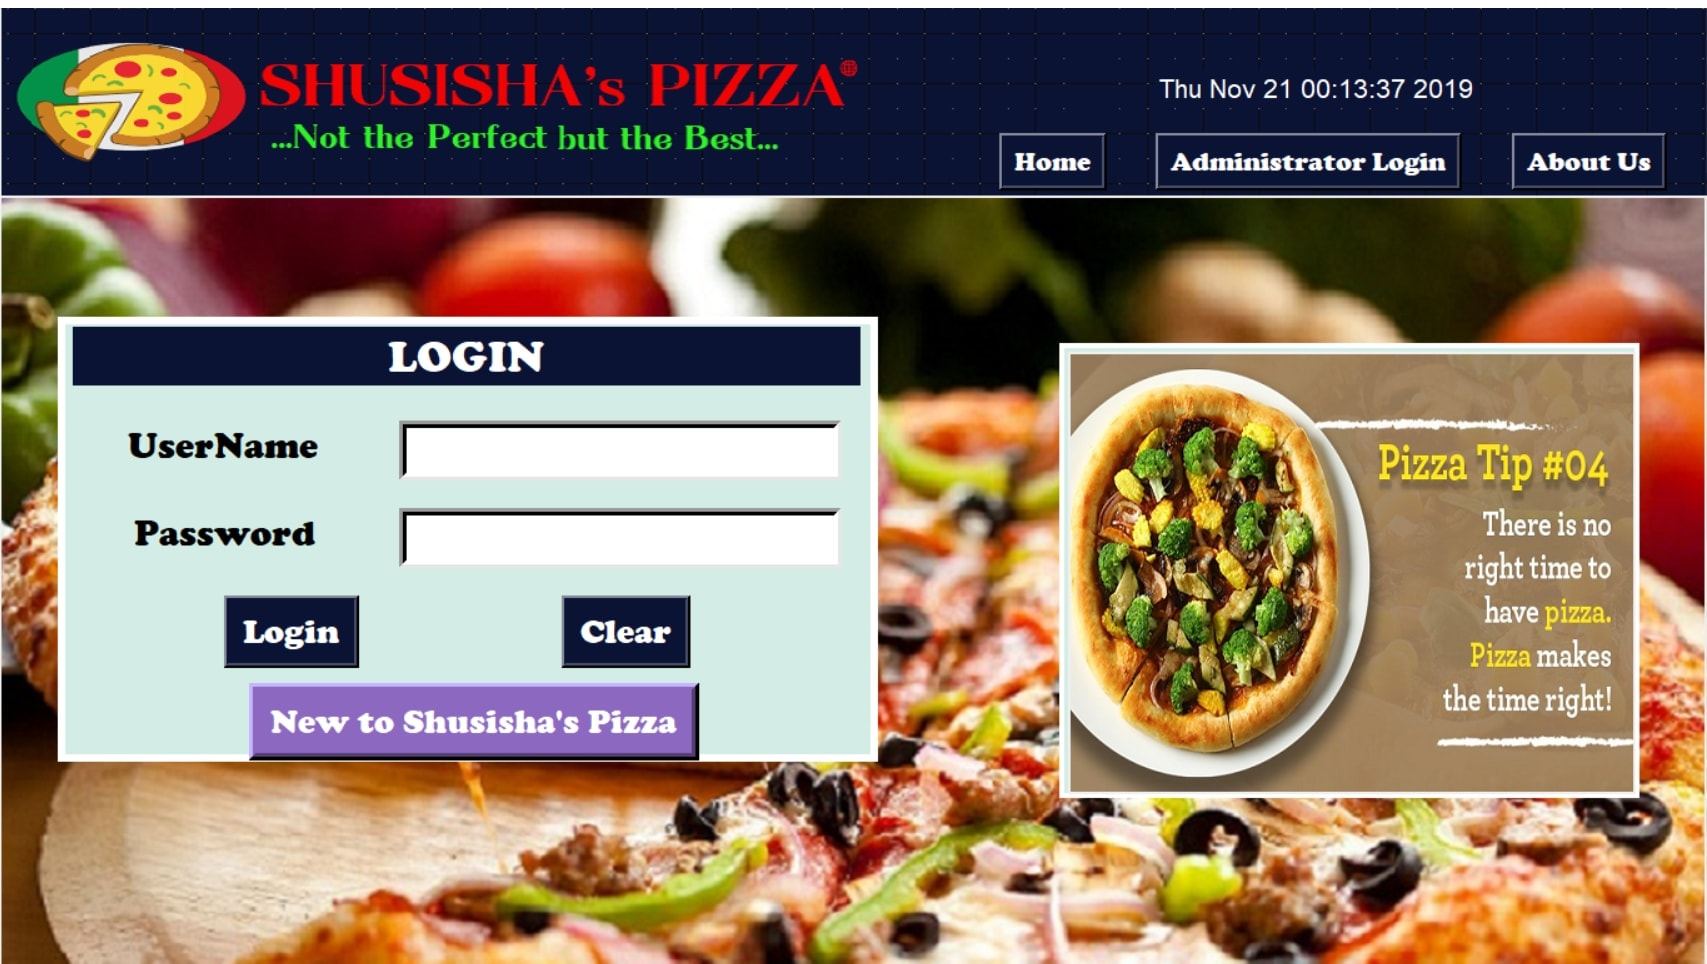 SHUSISHA's PIZZA
...Not the Perfect but the Best...
Thu Nov 21 00:13:37 2019
Home
Administrator Login
About Us
LOGIN
UserName
Password
Login
Clear
New to Shusisha's Pizza
Pizza Tip #04
There is no
right time to
have pizza.
Pizza makes
the time right!